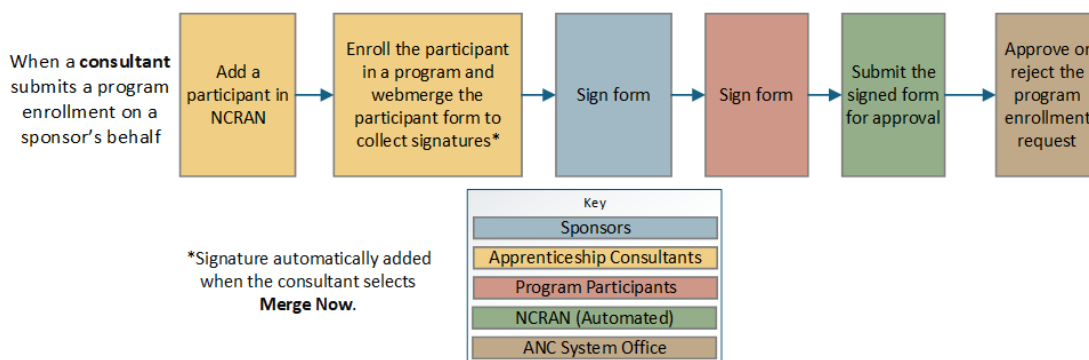 When a consultant
submits a program
enrollment on a
sponsor's behalf
Add a
participant in
NCRAN
Enroll the participant
in a program and
webmerge the
participant form to
collect signatures*
Sign form
Sign form
Submit the
signed form
for approval
Approve or
reject the
program
enrollment
request
*Signature automatically added
when the consultant selects
Merge Now.
Key
Sponsors
Apprenticeship Consultants
Program Participants
NCRAN (Automated)
ANC System Office